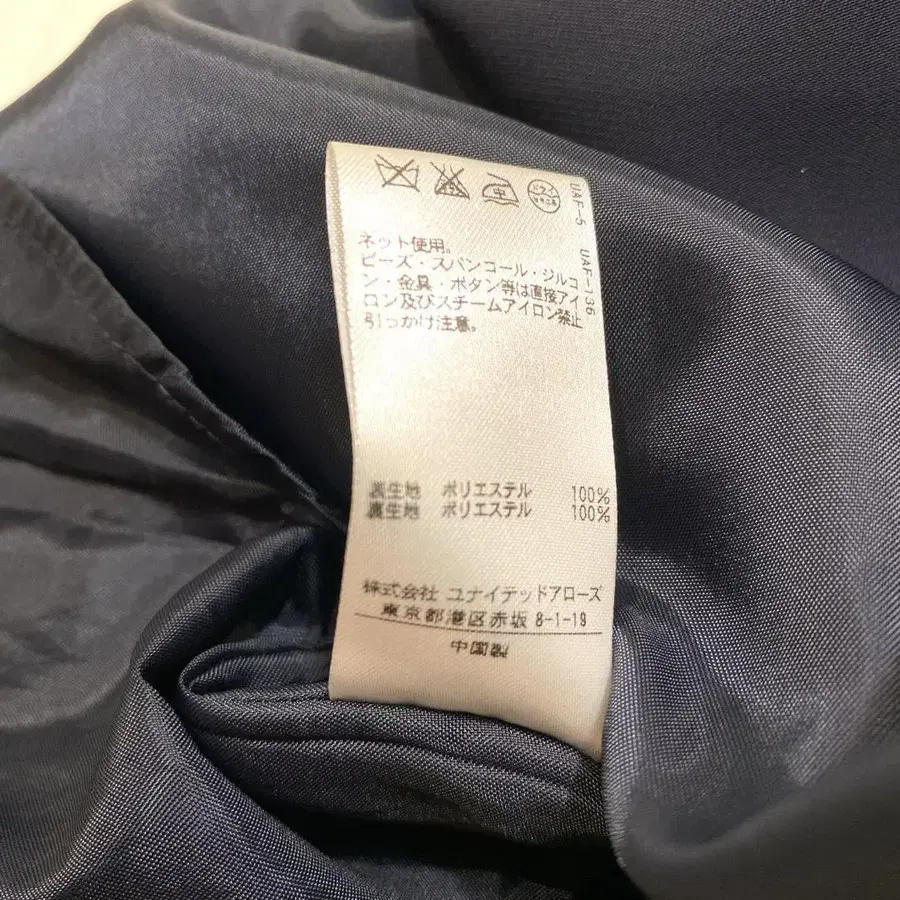 UAF-5 UAF-136
ドライ
ネット使用。
ビーズ・スパンコール・ジルコ
ン・金具・ボタン等は直接アイ
ロン及びスチームアイロン禁止
引っかけ注意。
裏生地 ポリエステル 100%
裏生地 ポリエステル 100%
株式会社 ユナイテッドアローズ
東京都港区赤坂 8-1-19
中国製